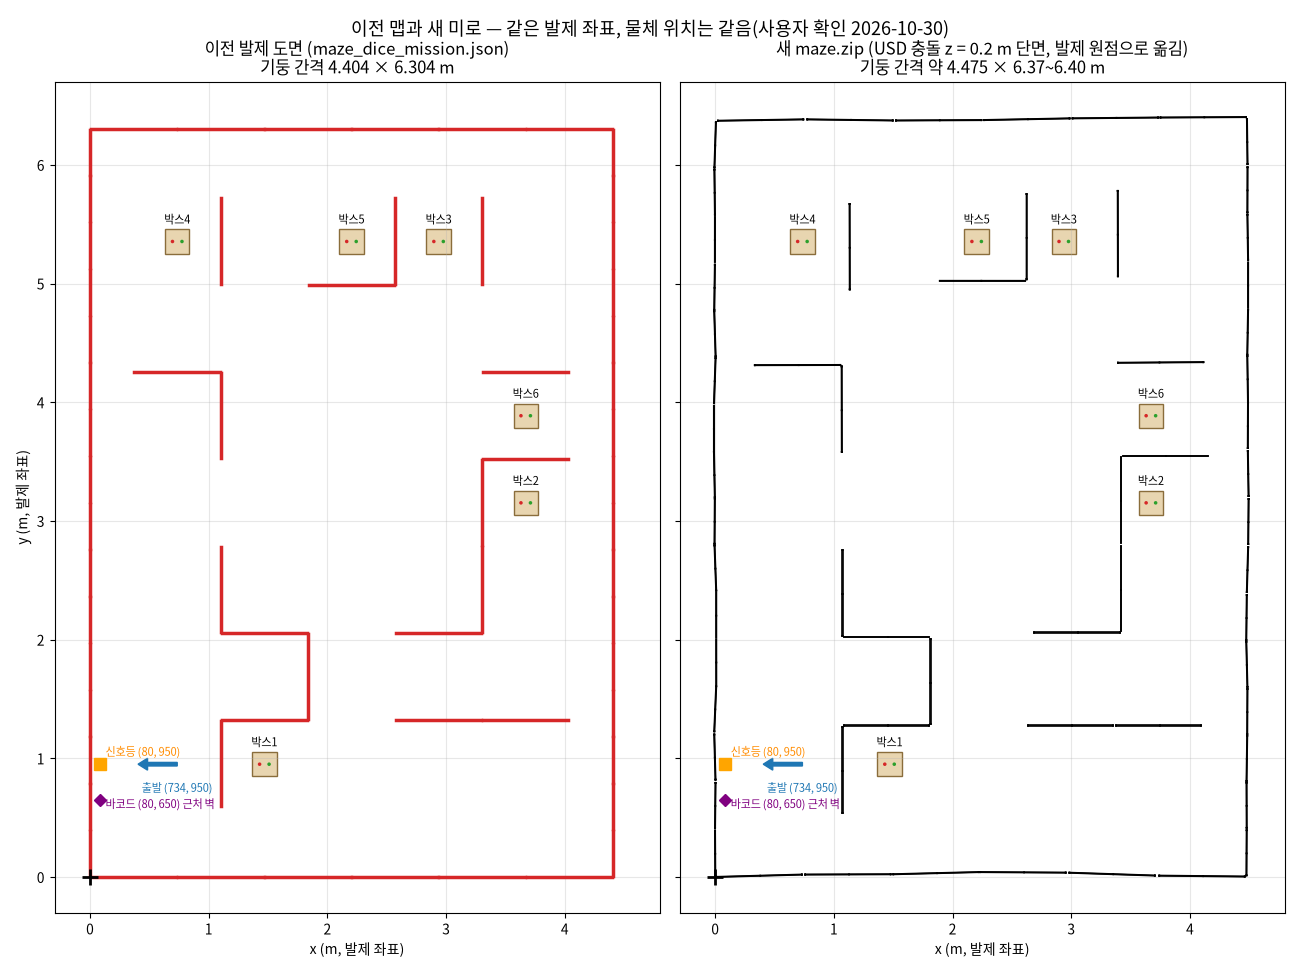 이전 맵과 새 미로 — 같은 발제 좌표, 물체 위치는 같음(사용자 확인 2026-10-30)
이전 발제 도면 (maze_dice_mission.json)
기둥 간격 4.404 × 6.304 m
박스4
박스5
박스3
박스6
박스2
박스1
신호등 (80, 950)
출발 (734, 950)
바코드 (80, 650) 근처 벽
6
5
4
3
2
1
0
y (m, 발제 좌표)
0 1 2 3 4
x (m, 발제 좌표)
새 maze.zip (USD 충돌 z = 0.2 m 단면, 발제 원점으로 옮김)
기둥 간격 약 4.475 × 6.37~6.40 m
박스4
박스5
박스3
박스6
박스2
박스1
신호등 (80, 950)
출발 (734, 950)
바코드 (80, 650) 근처 벽
0 1 2 3 4
x (m, 발제 좌표)